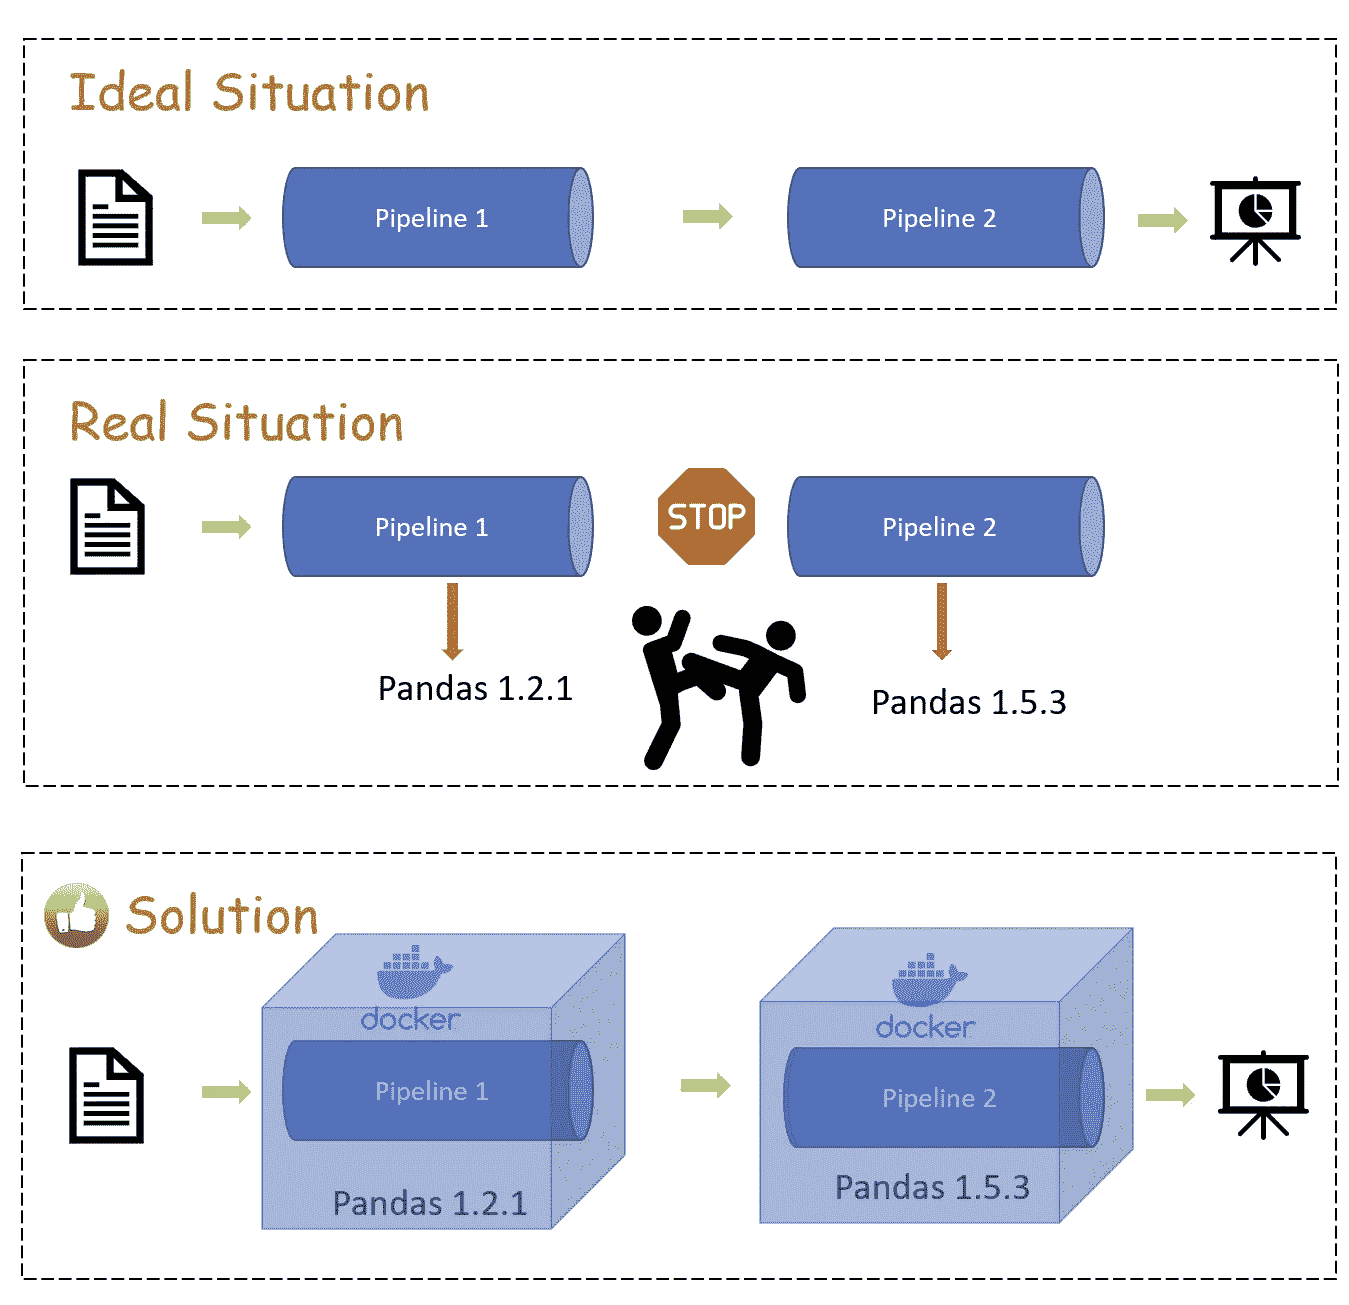 Ideal Situation
Pipeline 1
Pipeline 2
Real Situation
Pipeline 1
STOP
Pipeline 2
Pandas 1.2.1
Pandas 1.5.3
Solution
docker
docker
Pipeline 1
Pipeline 2
Pandas 1.2.1
Pandas 1.5.3